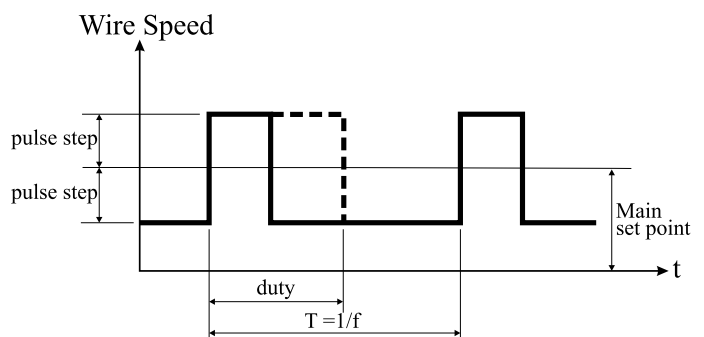 Wire Speed
pulse step
pulse step
Main
set point
t
duty
T =1/f